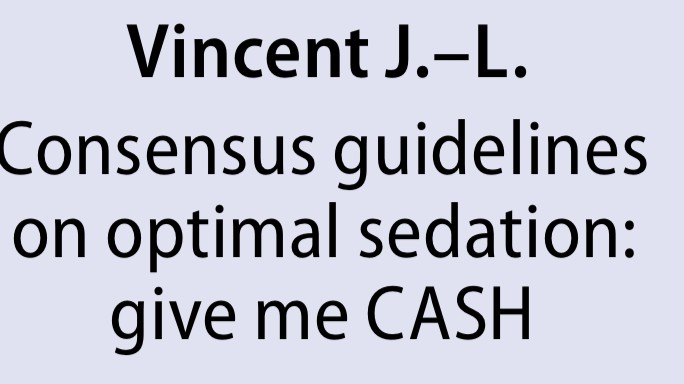 Vincent J.–L.
Consensus guidelines
on optimal sedation:
give me CASH